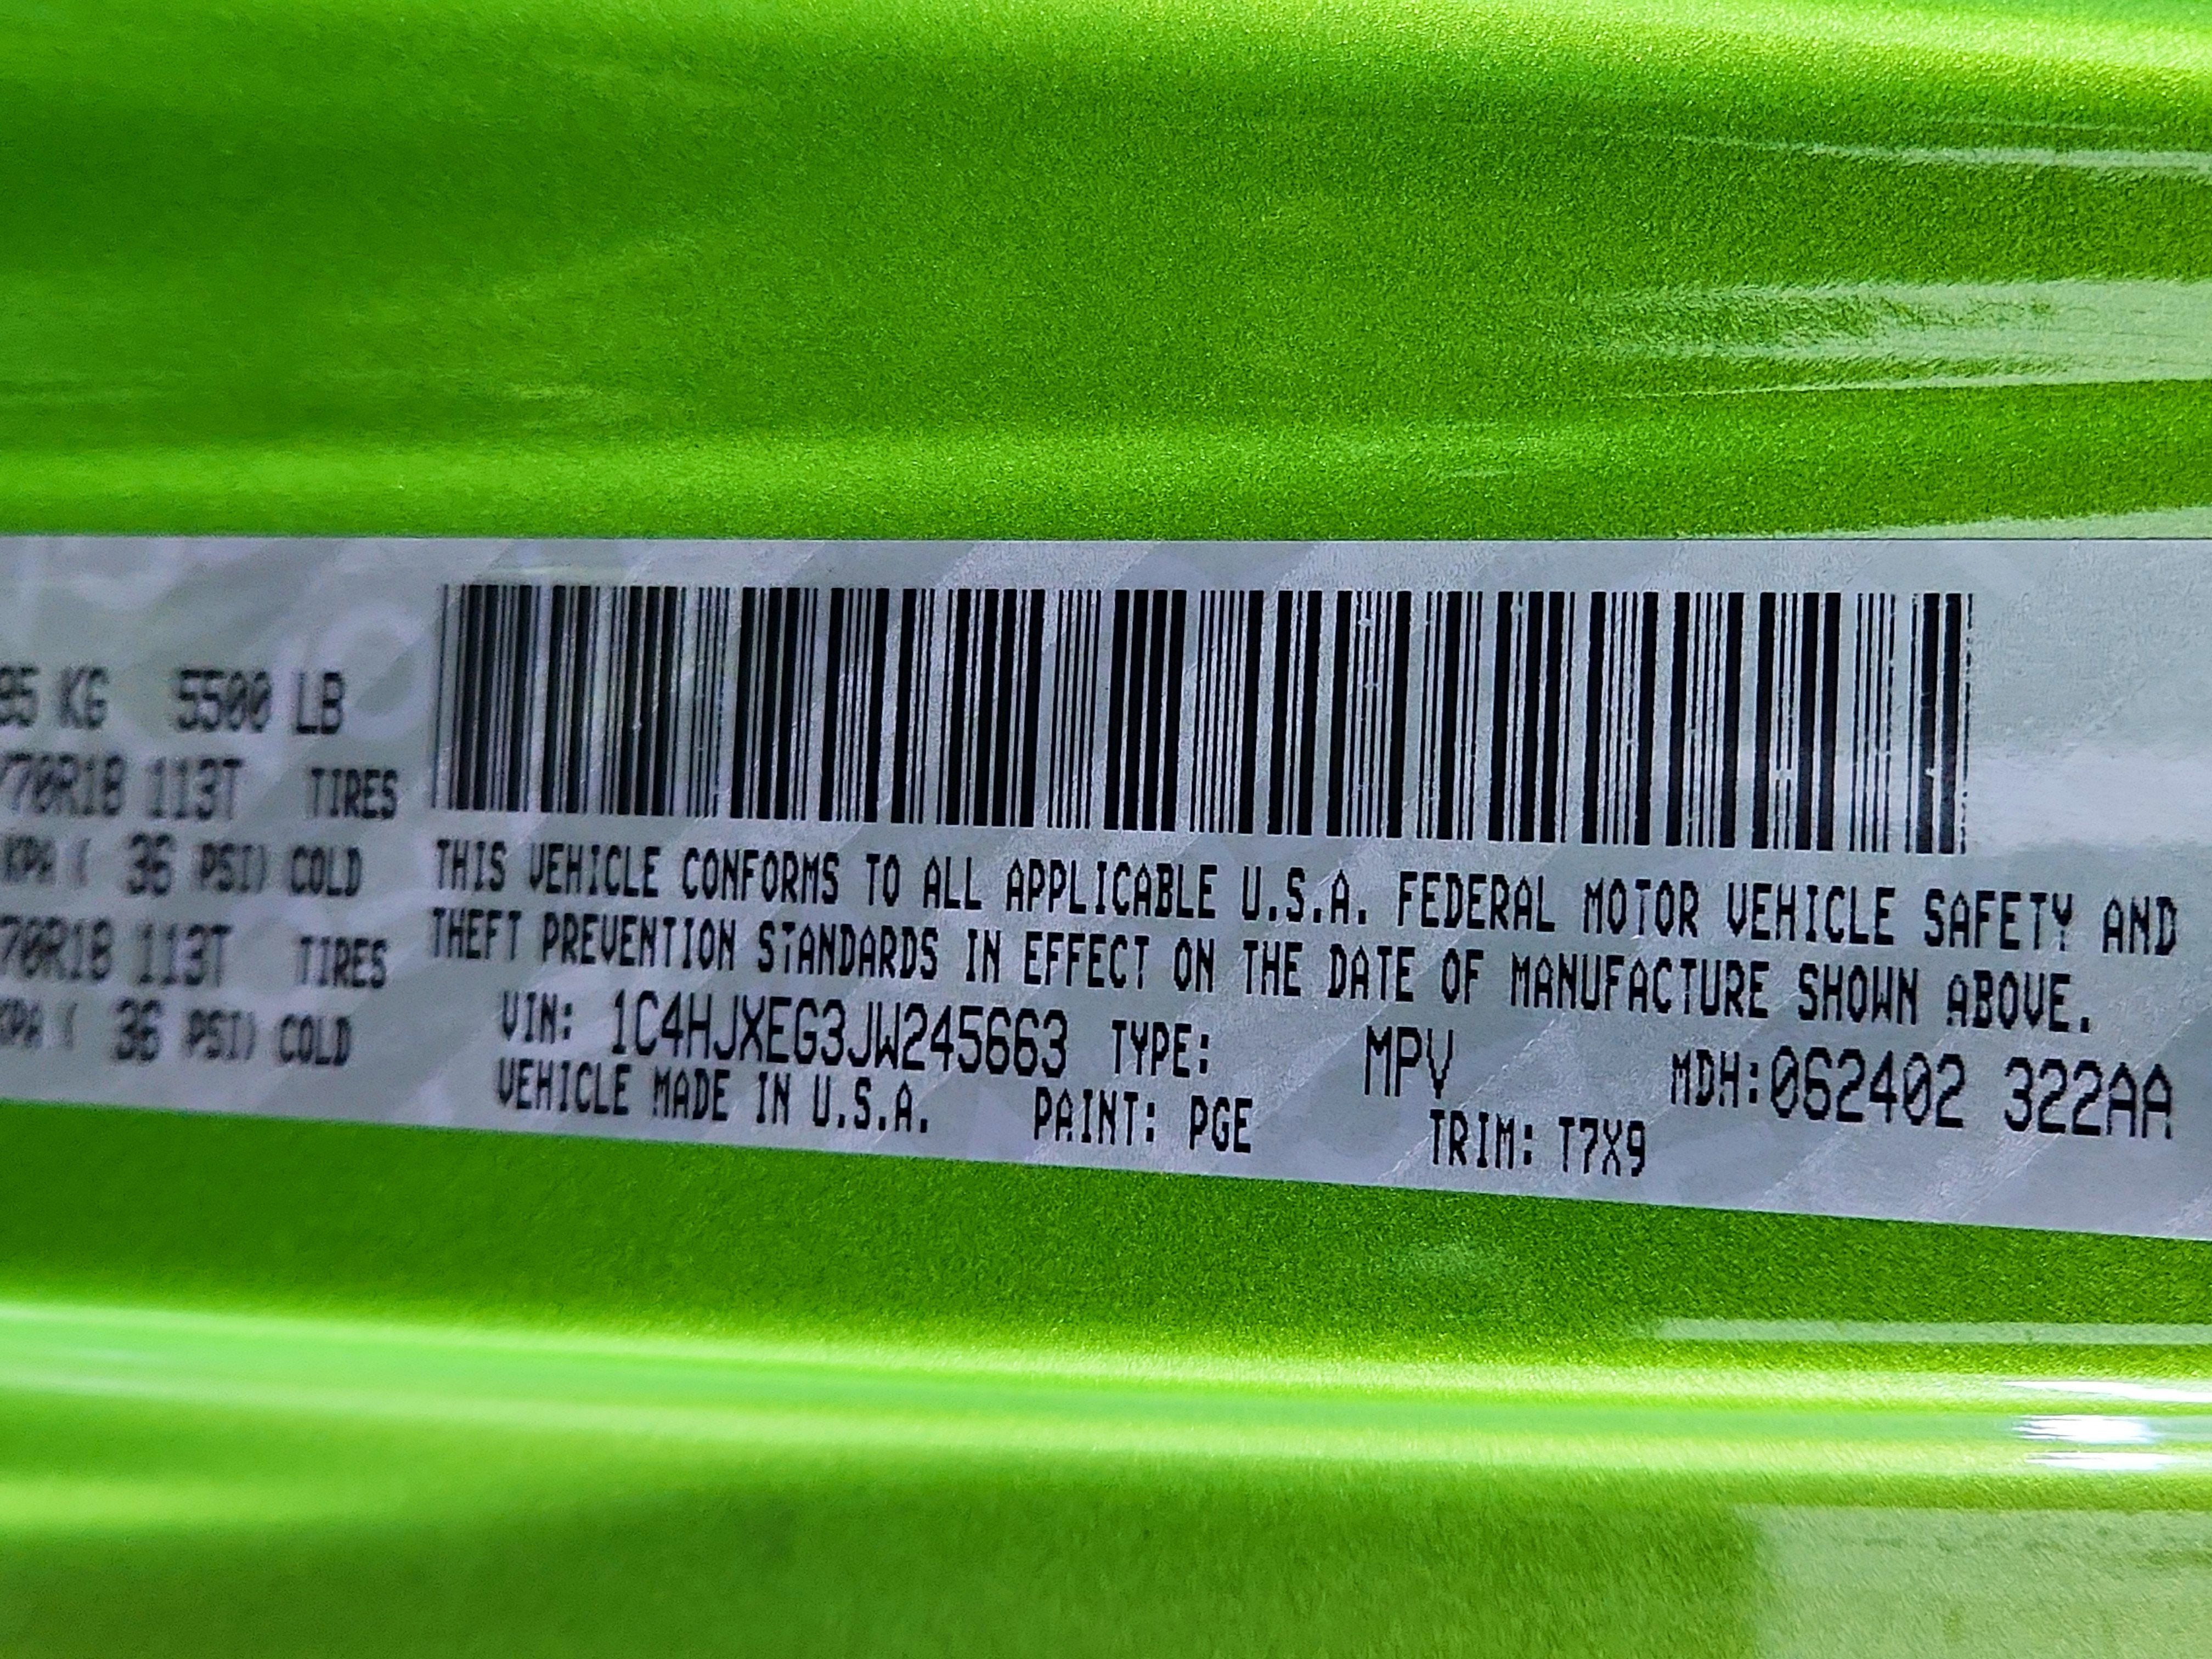 95 KG 5500 LB
/70R18 113T TIRES
KPA ( 36 PSI) COLD
70R18 113T TIRES
KPA ( 36 PSI) COLD
THIS VEHICLE CONFORMS TO ALL APPLICABLE U.S.A. FEDERAL MOTOR VEHICLE SAFETY AND
THEFT PREVENTION STANDARDS IN EFFECT ON THE DATE OF MANUFACTURE SHOWN ABOVE.
VIN: 1C4HJXEG3JW245663 TYPE: MPV MDH:062402 322AA
VEHICLE MADE IN U.S.A. PAINT: PGE TRIM: T7X9